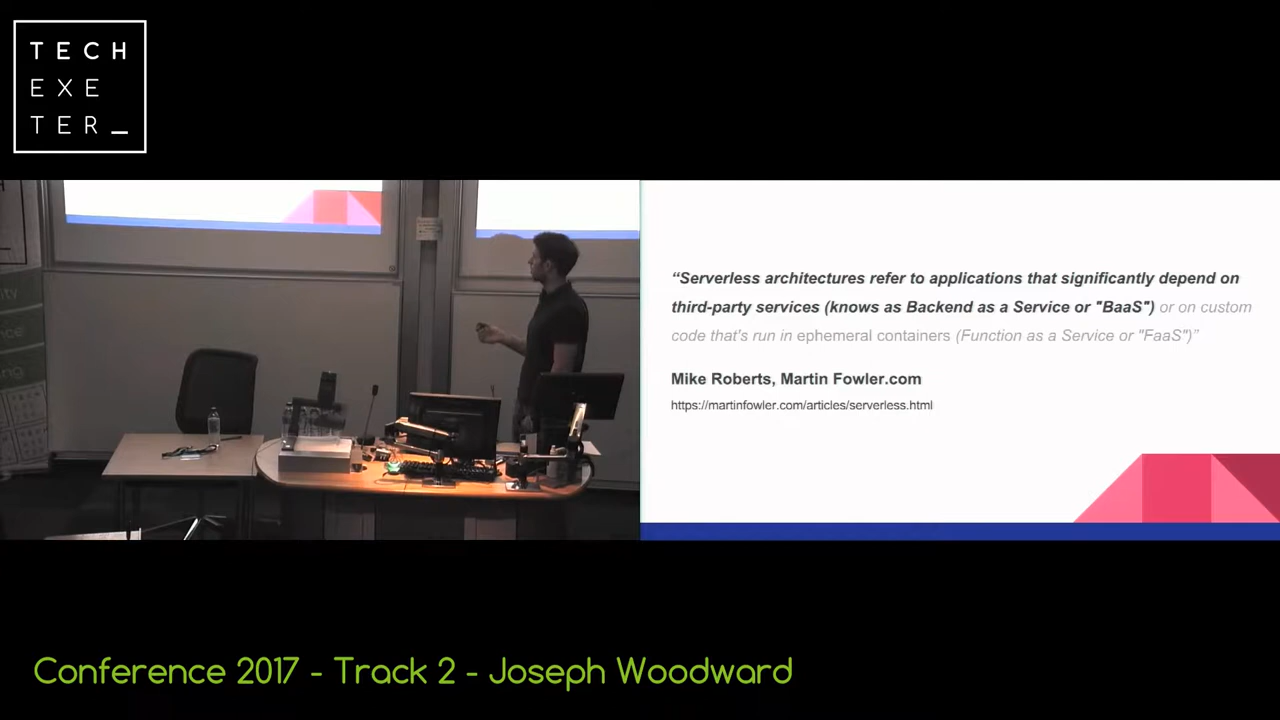 TECH
EXE
TER_
“Serverless architectures refer to applications that significantly depend on
third-party services (knows as Backend as a Service or "BaaS") or on custom
code that's run in ephemeral containers (Function as a Service or "FaaS")”
Mike Roberts, Martin Fowler.com
https://martinfowler.com/articles/serverless.html
Conference 2017 - Track 2 - Joseph Woodward